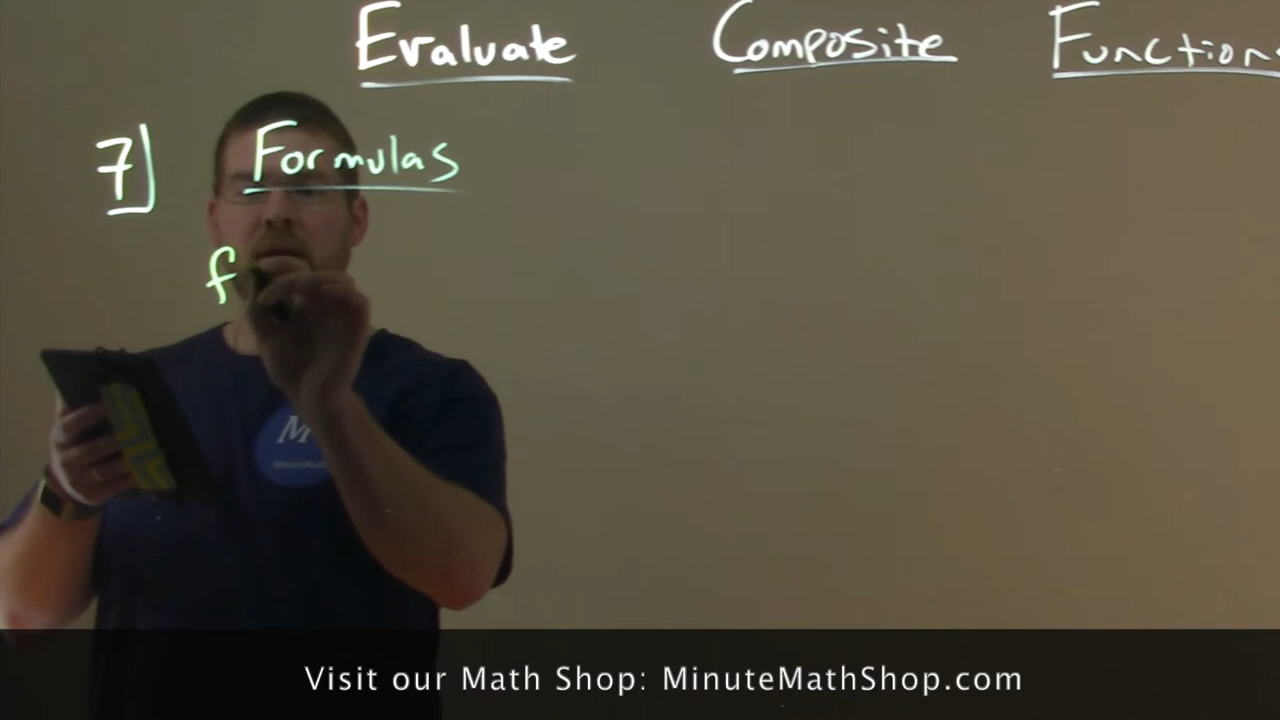 Evaluate Composite Function
7] Formulas
f
M
Visit our Math Shop: MinuteMathShop.com